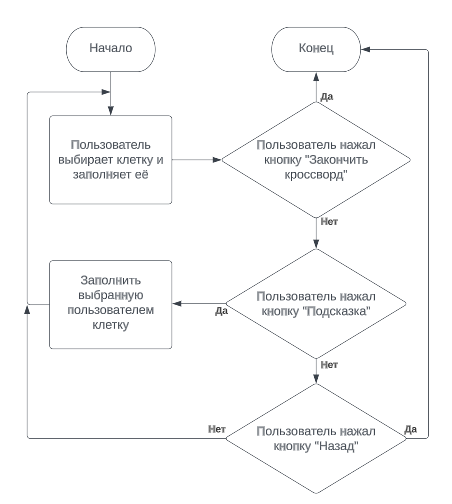 Начало
Конец
Да
Пользователь
выбирает клетку и
заполняет её
Пользователь нажал
кнопку "Закончить
кроссворд"
Нет
Заполнить
выбранную
пользователем
клетку
Да
Пользователь нажал
кнопку "Подсказка"
Нет
Нет
Пользователь нажал
кнопку "Назад"
Да